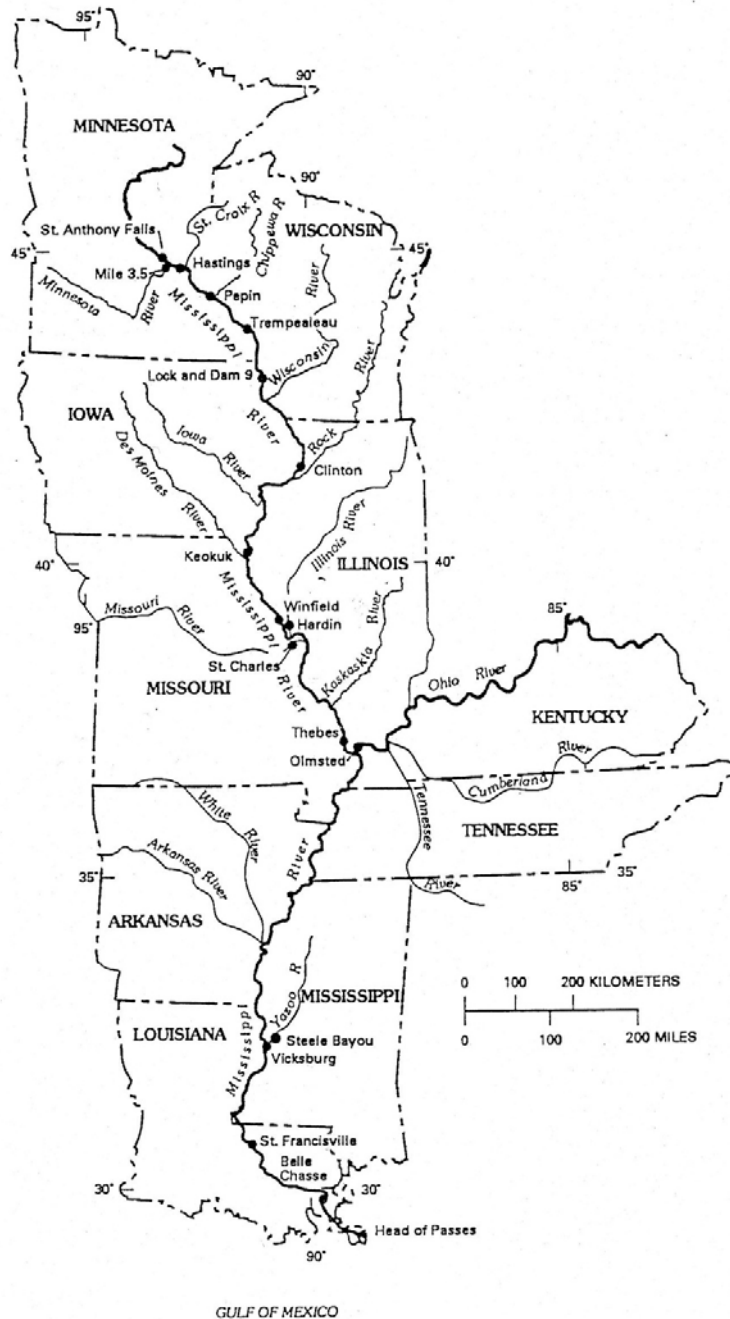 95°
90°
MINNESOTA
90°
St. Croix R
Chippewa R
WISCONSIN
St. Anthony Falls
45°
45°
Hastings
Mile 3.5
Minnesota
River
River
Pepin
Mississippi
Trempealeau
River
Wisconsin
Lock and Dam 9
IOWA
River
Iowa
River
Rock
Des Moines
Clinton
River
Illinois River
Keokuk
ILLINOIS
40°
40°
Mississippi
Winfield
Hardin
River
85°
95°
Missouri
River
St. Charles
Kaskaskia
Ohio River
MISSOURI
River
KENTUCKY
Thebes
Olmsted
River
Cumberland
White
River
Tennessee
TENNESSEE
Arkansas River
River
35°
85°
35°
River
ARKANSAS
0 100 200 KILOMETERS
0 100 200 MILES
Yazoo R
MISSISSIPPI
LOUISIANA
Mississippi
Steele Bayou
Vicksburg
St. Francisville
Belle
Chasse
30°
30°
Head of Passes
90°
GULF OF MEXICO